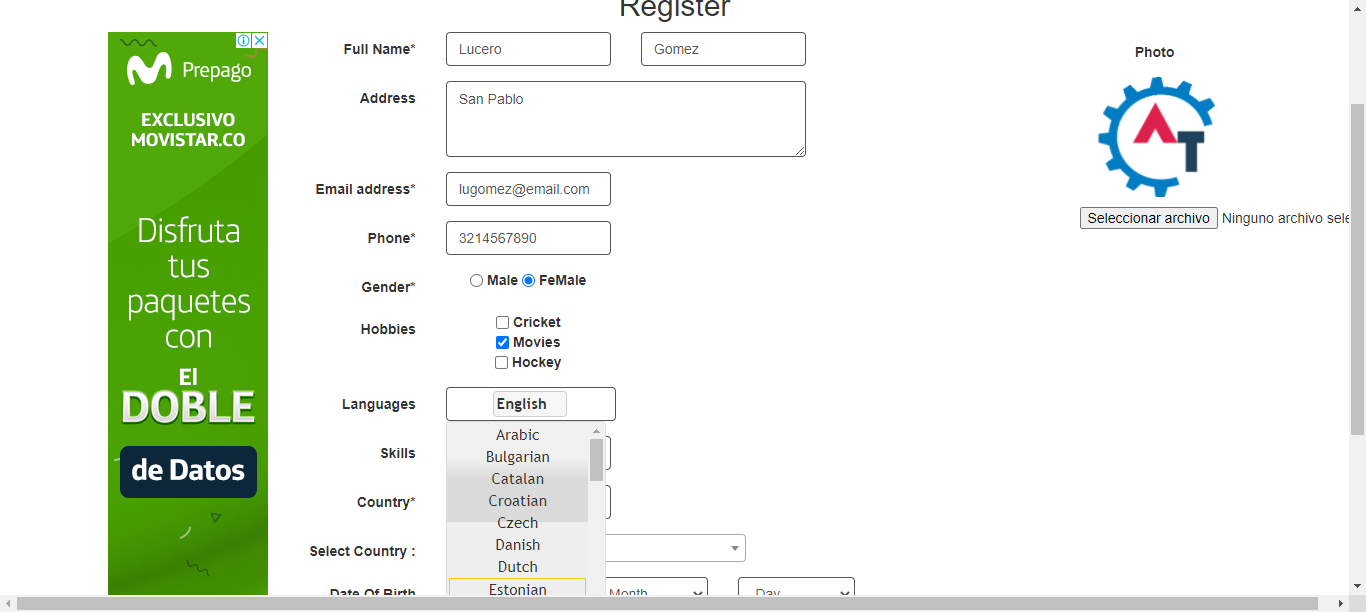 Register
Prepago
EXCLUSIVO
MOVISTAR.CO
Disfruta
tus
paquetes
con
El
DOBLE
de Datos
Full Name*
Lucero
Gomez
Address
San Pablo
Email address*
lugomez@email.com
Phone*
3214567890
Gender*
Male
FeMale
Hobbies
Cricket
Movies
Hockey
Languages
English
Arabic
Bulgarian
Catalan
Croatian
Czech
Danish
Dutch
Estonian
Skills
Country*
Select Country :
Date Of Birth
Month
Day
Photo
AT
Seleccionar archivo
Ninguno archivo sele